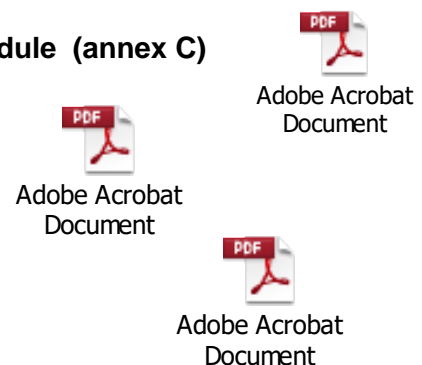 PDF
dule (annex C)
Adobe Acrobat
Document
PDF
Adobe Acrobat
Document
PDF
Adobe Acrobat
Document